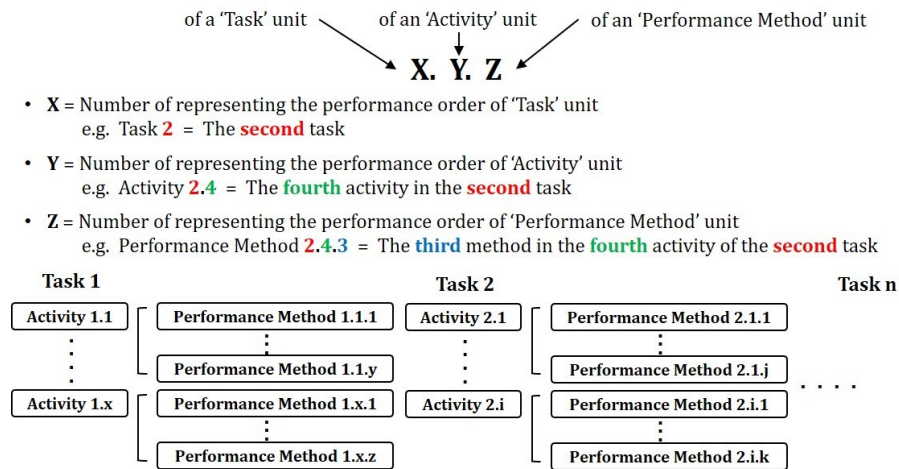 of a ‘Task’ unit of an ‘Activity’ unit of an ‘Performance Method’ unit
X. Y. Z
• X = Number of representing the performance order of ‘Task’ unit
e.g. Task 2 = The second task
• Y = Number of representing the performance order of ‘Activity’ unit
e.g. Activity 2.4 = The fourth activity in the second task
• Z = Number of representing the performance order of ‘Performance Method’ unit
e.g. Performance Method 2.4.3 = The third method in the fourth activity of the second task
Task 1
Activity 1.1
Performance Method 1.1.1
Performance Method 1.1.y
Activity 1.x
Performance Method 1.x.1
Performance Method 1.x.z
Task 2
Activity 2.1
Performance Method 2.1.1
Performance Method 2.1.j
Activity 2.i
Performance Method 2.i.1
Performance Method 2.i.k
. . . .
Task n